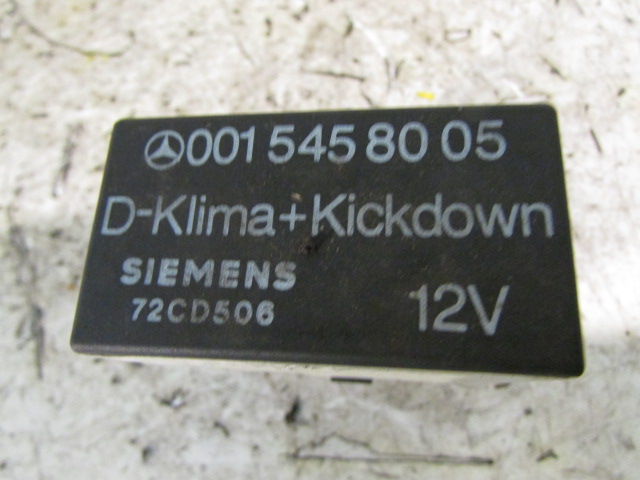 001 545 80 05
D-Klima+Kickdown
SIEMENS
72CD506
12V